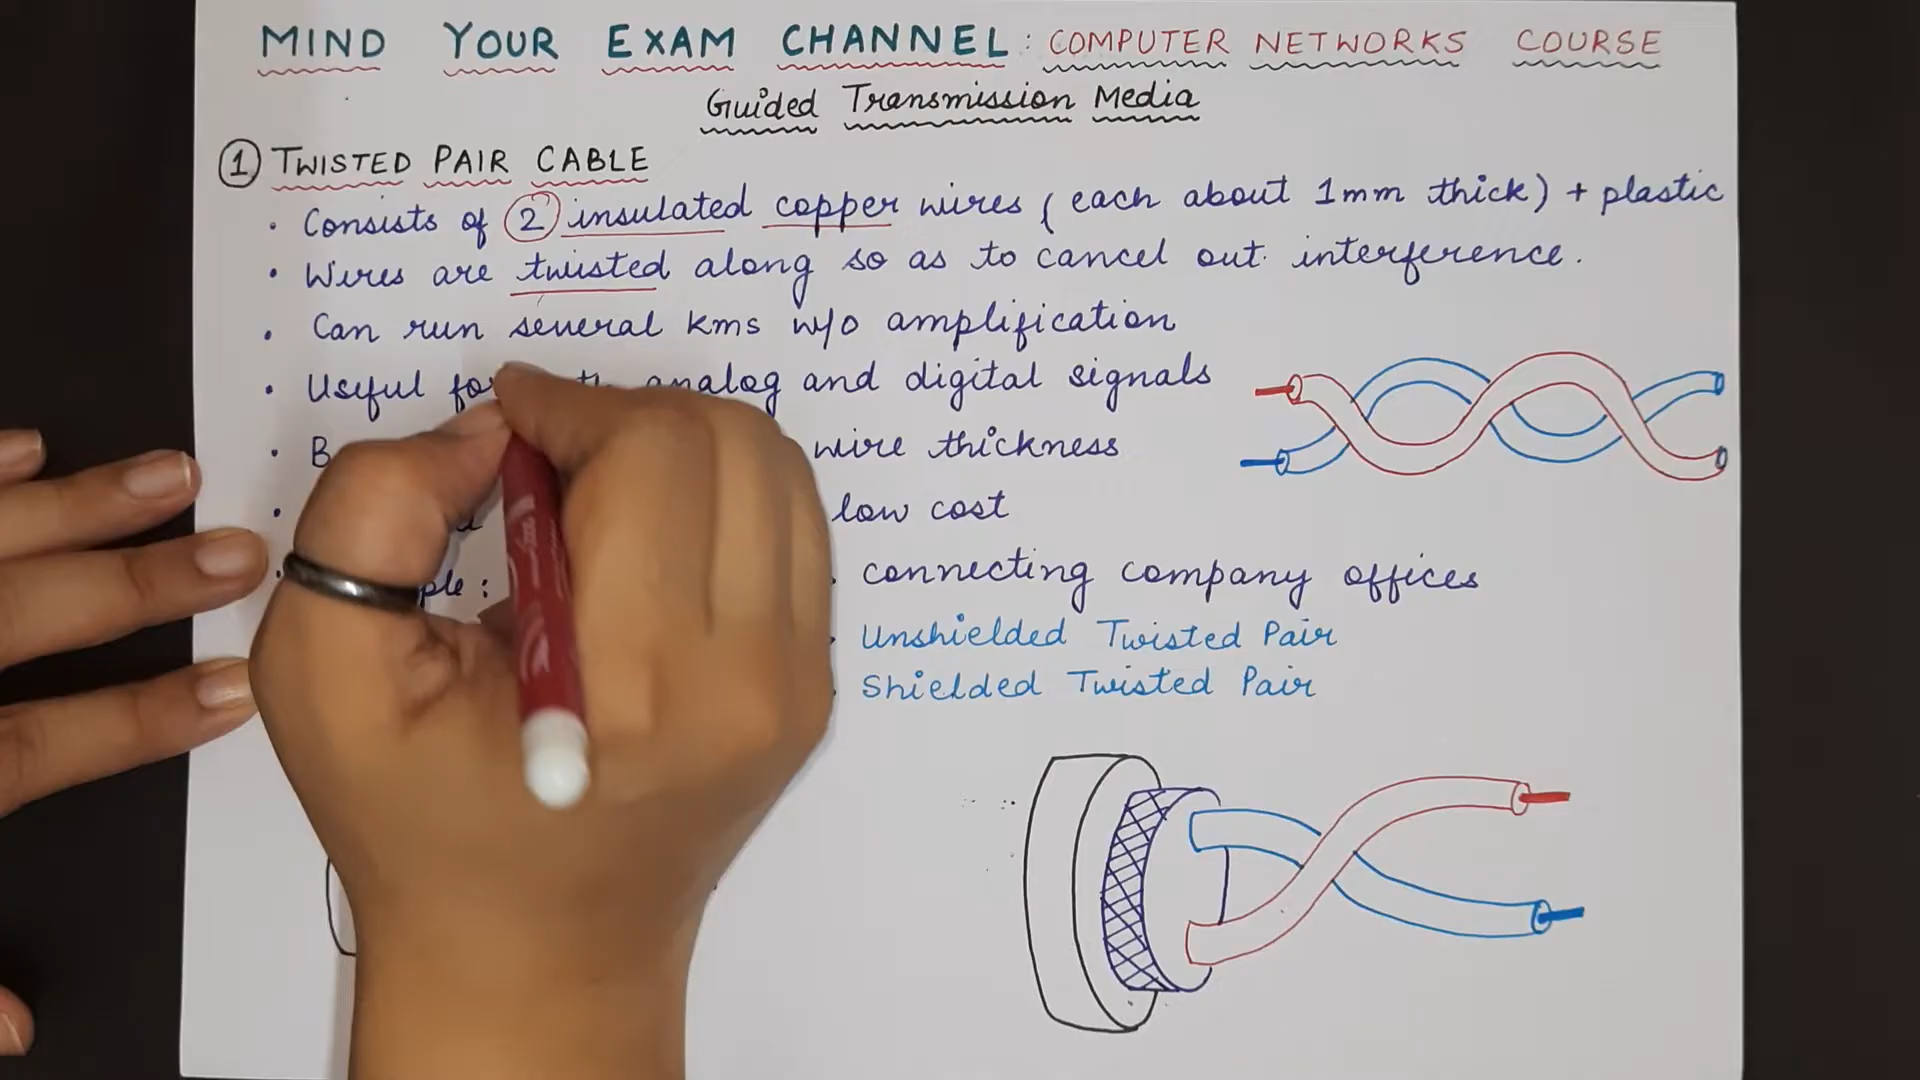 MIND YOUR EXAM CHANNEL: COMPUTER NETWORKS COURSE
Guided Transmission Media
1 TWISTED PAIR CABLE
• Consists of 2 insulated copper wires (each about 1mm thick) + plastic
• Wires are twisted along so as to cancel out interference.
• Can run several kms w/o amplification
• Useful analog and digital signals
• wire thickness
• low cost
• connecting company offices
• Unshielded Twisted Pair
• Shielded Twisted Pair